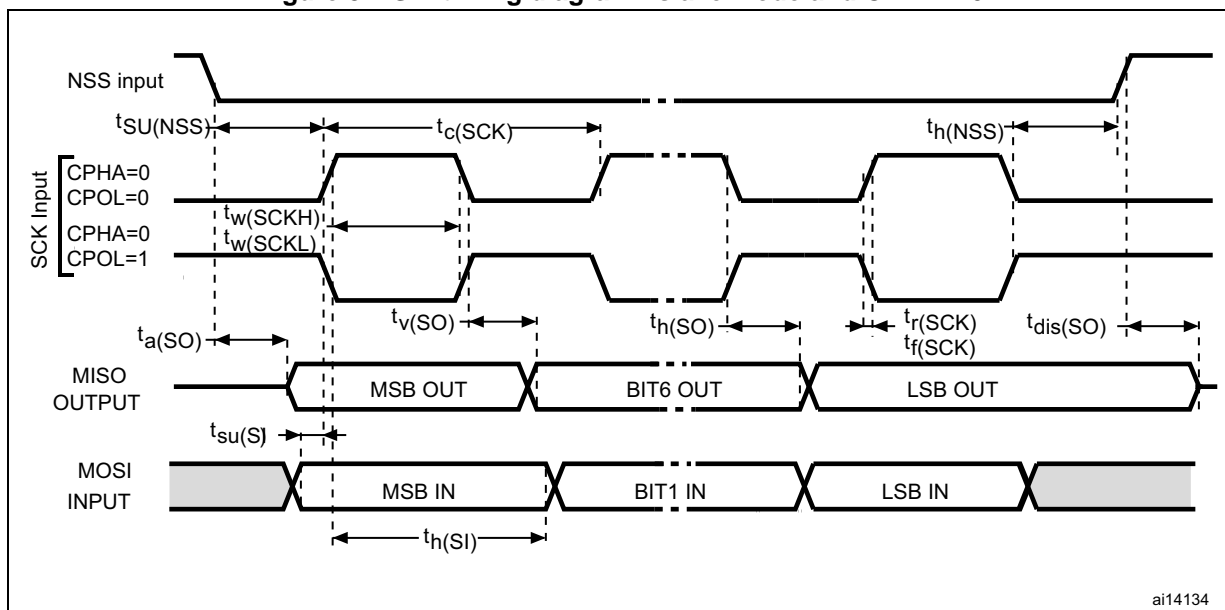 NSS input
tSU(NSS)
tc(SCK)
th(NSS)
SCK Input
CPHA=0
CPOL=0
tw(SCKH)
CPHA=0
tw(SCKL)
CPOL=1
tv(SO)
th(SO)
tr(SCK)
tdis(SO)
ta(SO)
tf(SCK)
MISO
OUTPUT
MSB OUT
BIT6 OUT
LSB OUT
tsu(SI)
MOSI
INPUT
MSB IN
BIT1 IN
LSB IN
th(SI)
ai14134